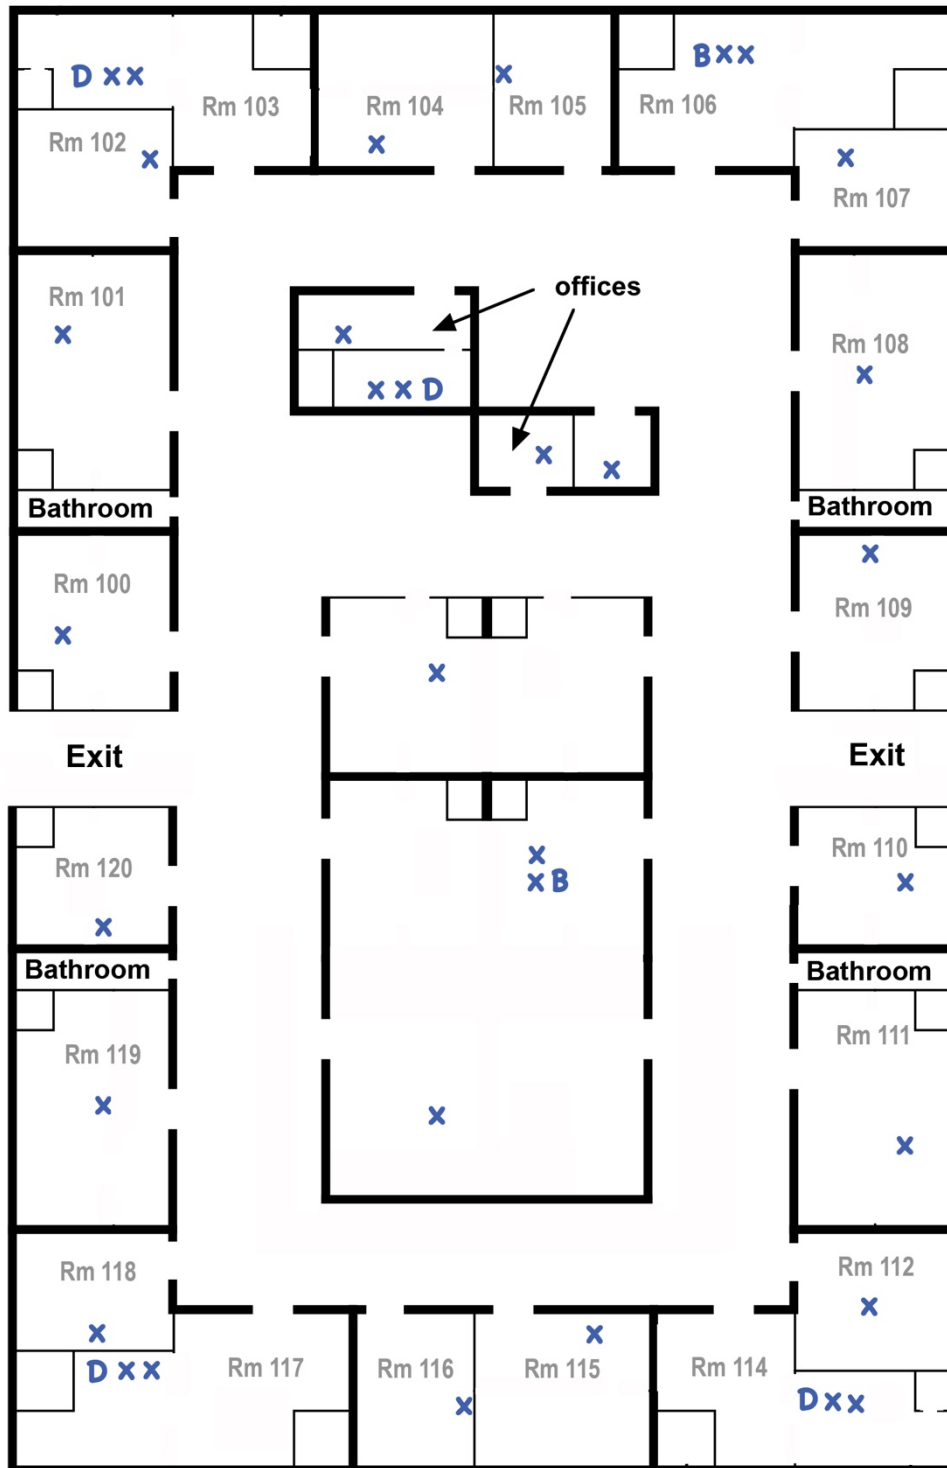 D x x
B x x
x
Rm 103
Rm 104
Rm 105
Rm 106
Rm 102
x
x
x
Rm 107
offices
Rm 101
x
x
Rm 108
x
x x D
x
x
Bathroom
Bathroom
x
Rm 100
Rm 109
x
x
Exit
Exit
x
Rm 120
Rm 110
x B
x
x
Bathroom
Bathroom
Rm 119
Rm 111
x
x
x
Rm 118
Rm 112
x
x
x
D x x
Rm 117
Rm 116
Rm 115
Rm 114
D x x
x